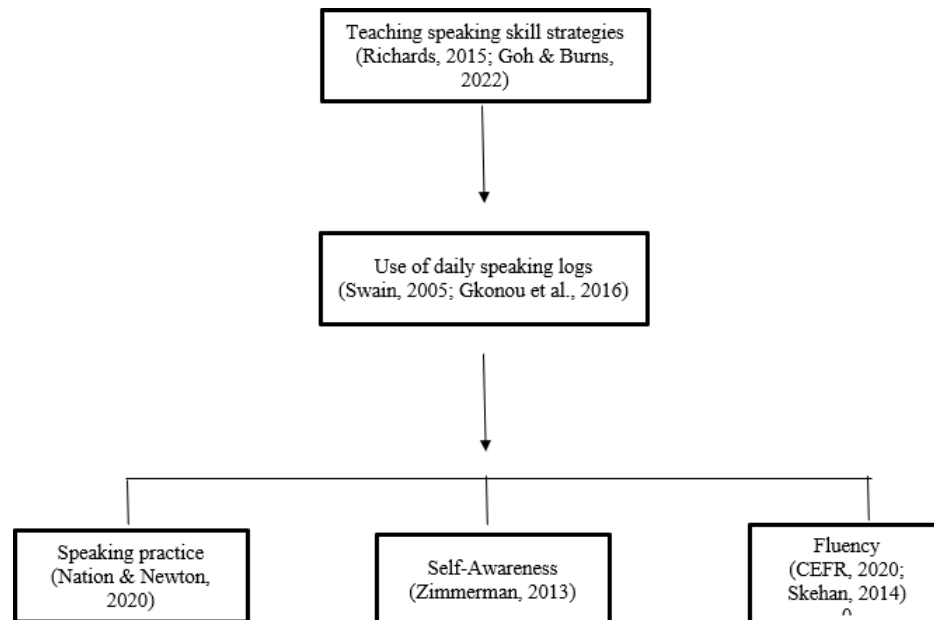 Teaching speaking skill strategies
(Richards, 2015; Goh & Burns,
2022)
Use of daily speaking logs
(Swain, 2005; Gkonou et al., 2016)
Speaking practice
(Nation & Newton,
2020)
Self-Awareness
(Zimmerman, 2013)
Fluency
(CEFR, 2020;
Skehan, 2014)